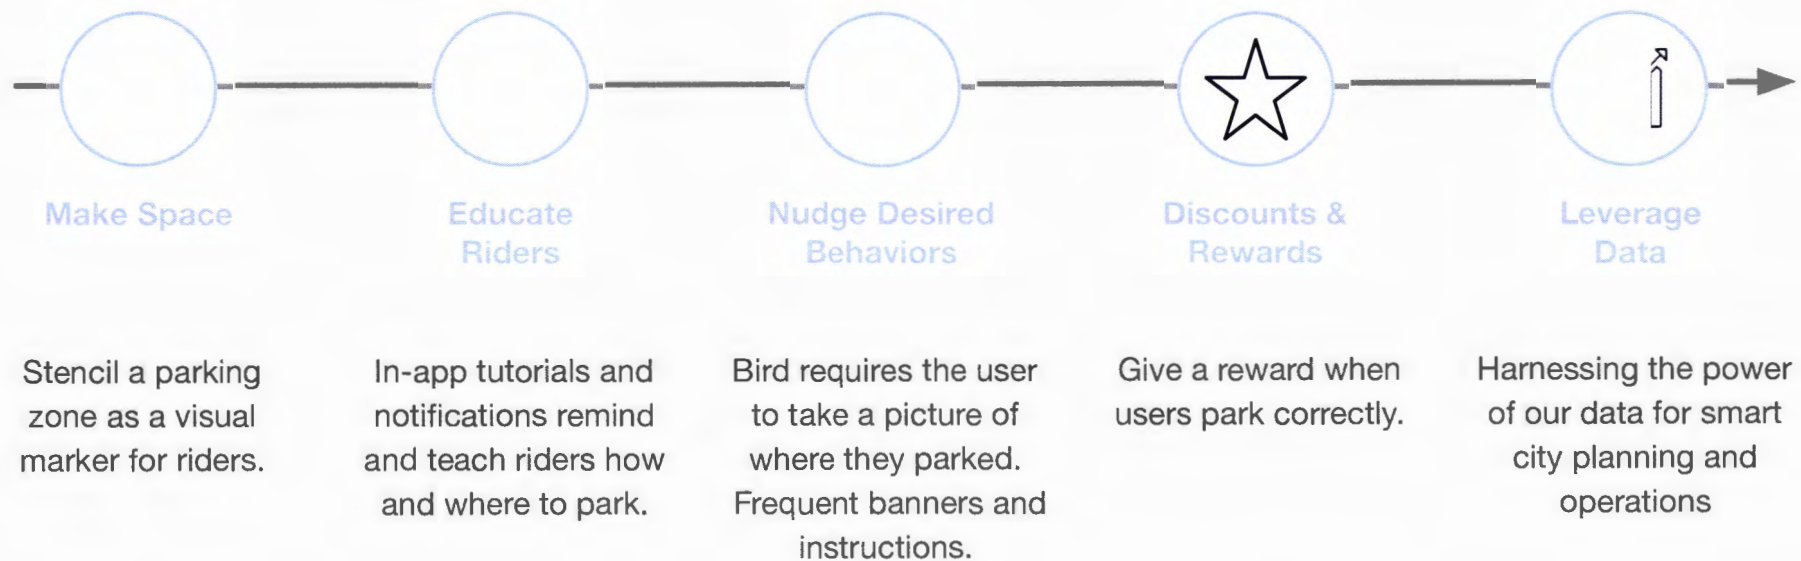 Make Space
Educate
Riders
Nudge Desired
Behaviors
Discounts &
Rewards
Leverage
Data
Stencil a parking
zone as a visual
marker for riders.
In-app tutorials and
notifications remind
and teach riders how
and where to park.
Bird requires the user
to take a picture of
where they parked.
Frequent banners and
instructions.
Give a reward when
users park correctly.
Harnessing the power
of our data for smart
city planning and
operations